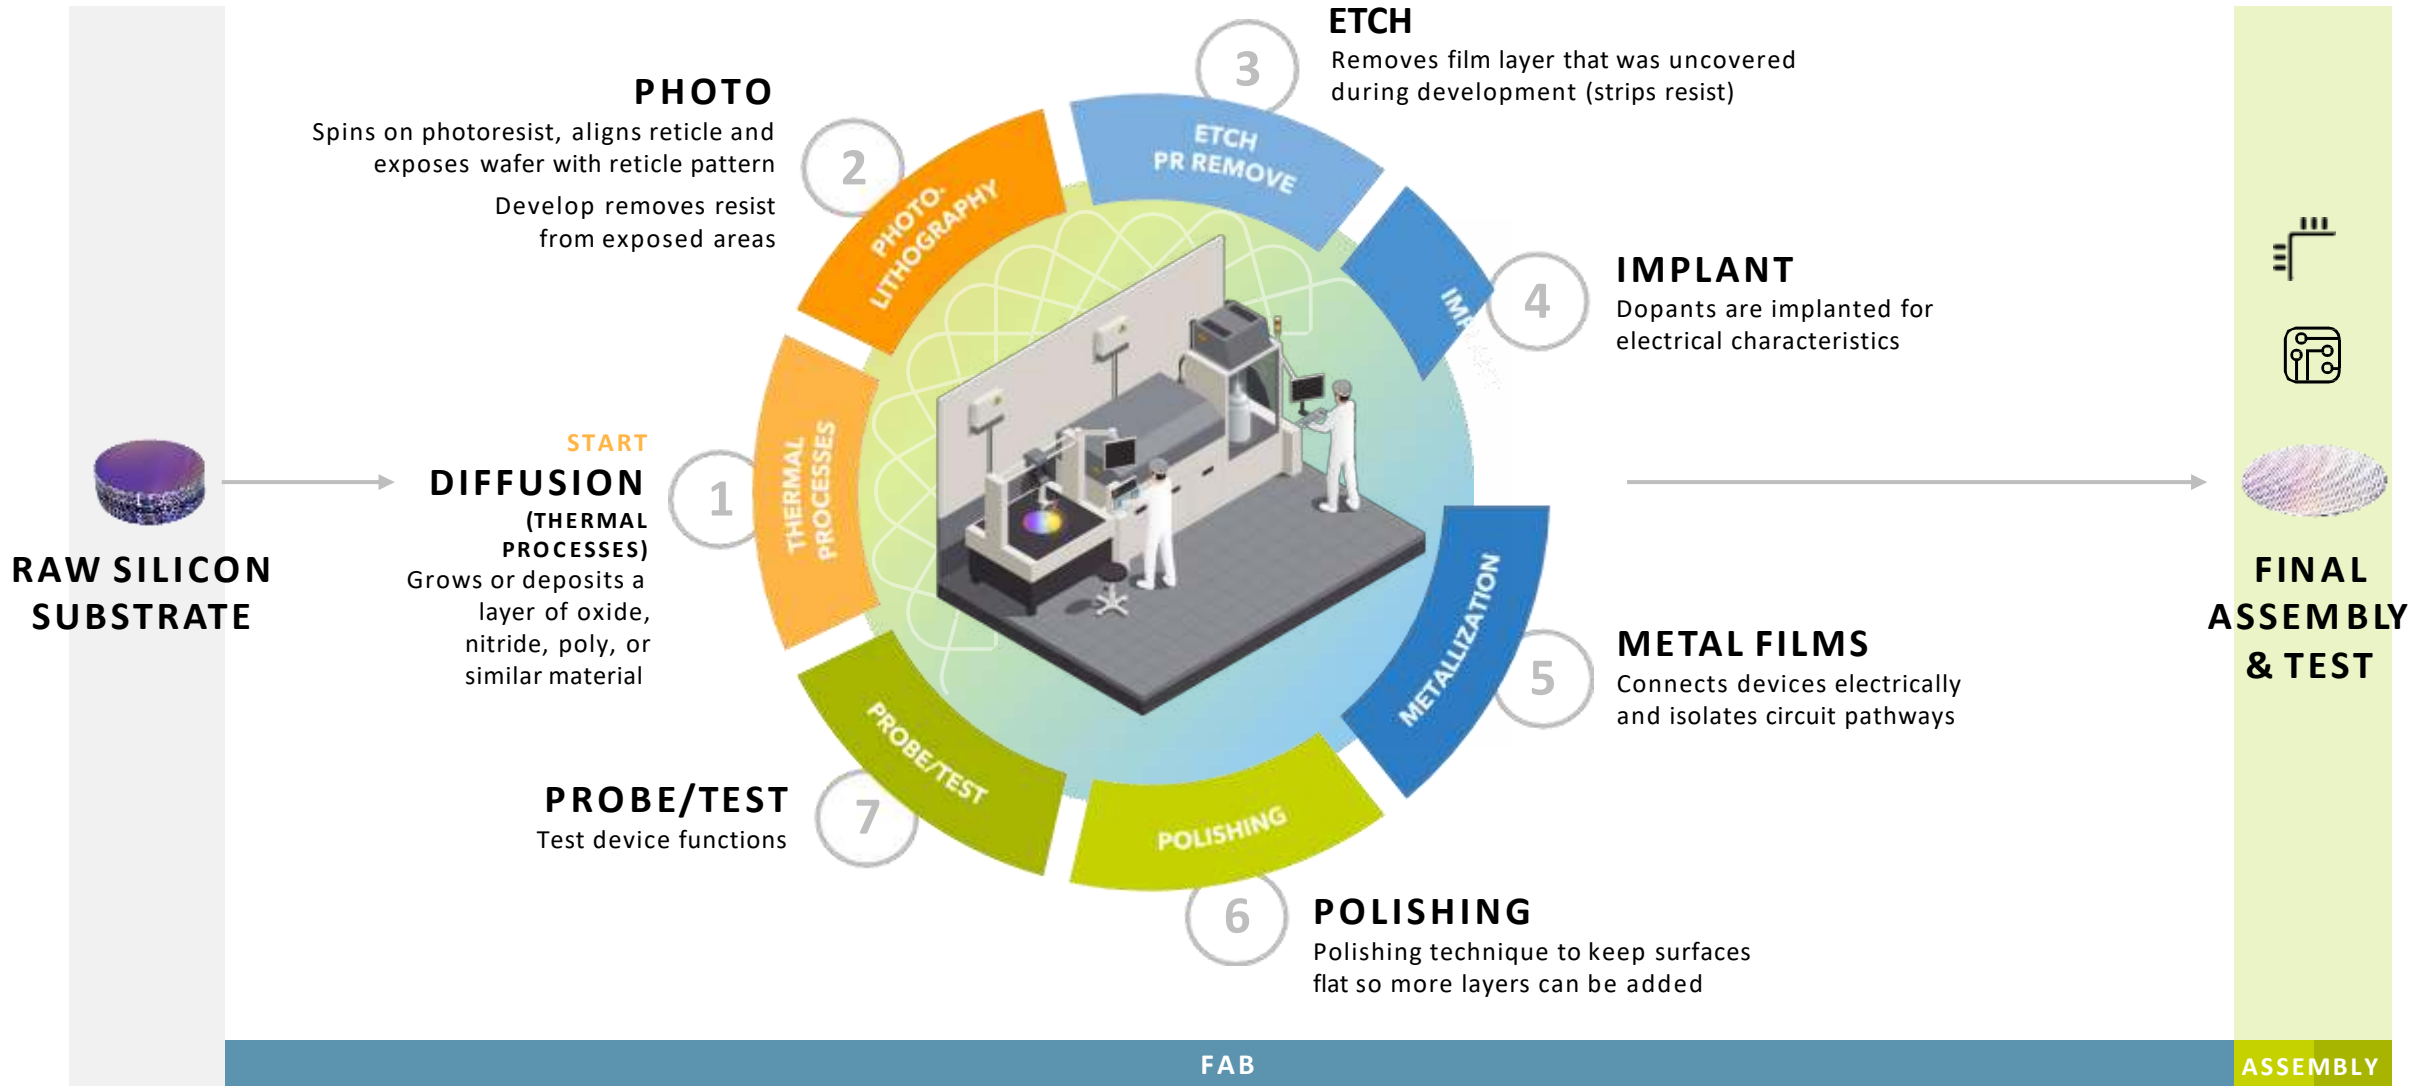 RAW SILICON
SUBSTRATE
START
DIFFUSION
(THERMAL
PROCESSES)
Grows or deposits a
layer of oxide,
nitride, poly, or
similar material
1
THERMAL
PROCESSES
PHOTO
Spins on photoresist, aligns reticle and
exposes wafer with reticle pattern
Develop removes resist
from exposed areas
2
PHOTO-
LITHOGRAPHY
ETCH
Removes film layer that was uncovered
during development (strips resist)
3
ETCH
PR REMOVE
IMPLANT
Dopants are implanted for
electrical characteristics
4
METAL FILMS
Connects devices electrically
and isolates circuit pathways
5
METALLIZATION
POLISHING
Polishing technique to keep surfaces
flat so more layers can be added
6
POLISHING
PROBE/TEST
Test device functions
7
PROBE/TEST
FINAL
ASSEMBLY
& TEST
FAB
ASSEMBLY